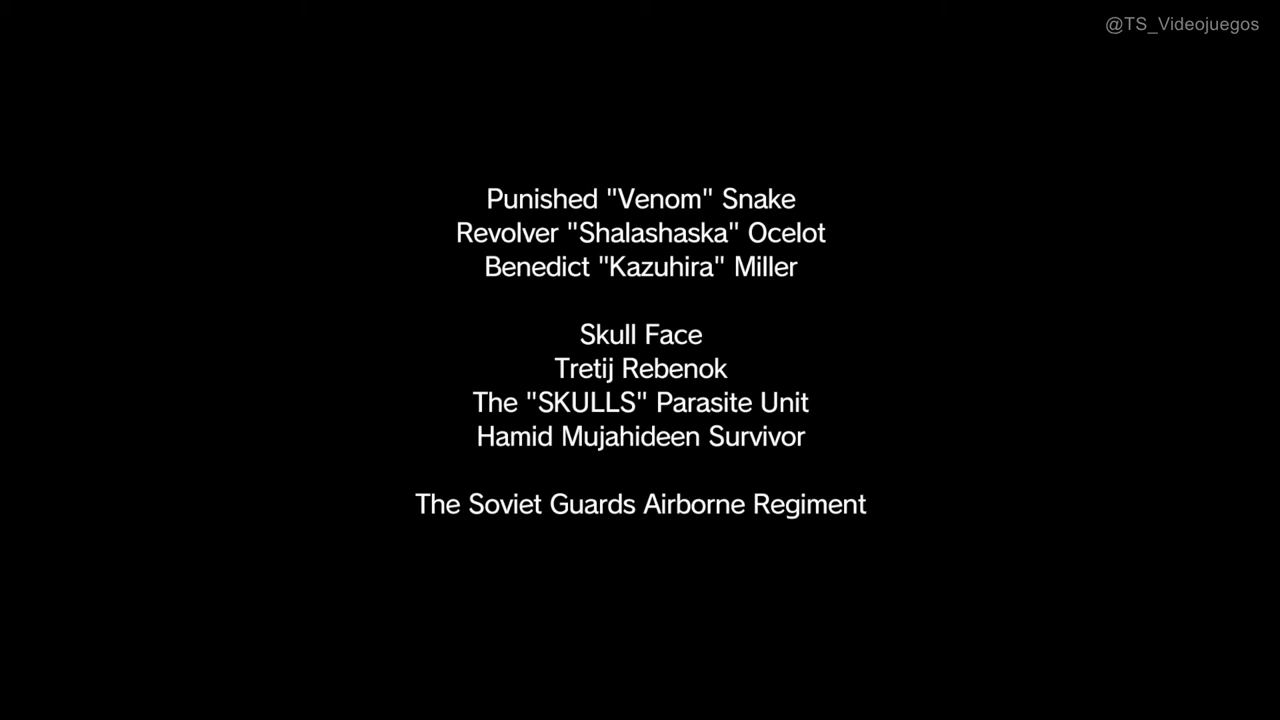 @TS_Videojuegos
Punished "Venom" Snake
Revolver "Shalashaska" Ocelot
Benedict "Kazuhira" Miller
Skull Face
Tretij Rebenok
The "SKULLS" Parasite Unit
Hamid Mujahideen Survivor
The Soviet Guards Airborne Regiment